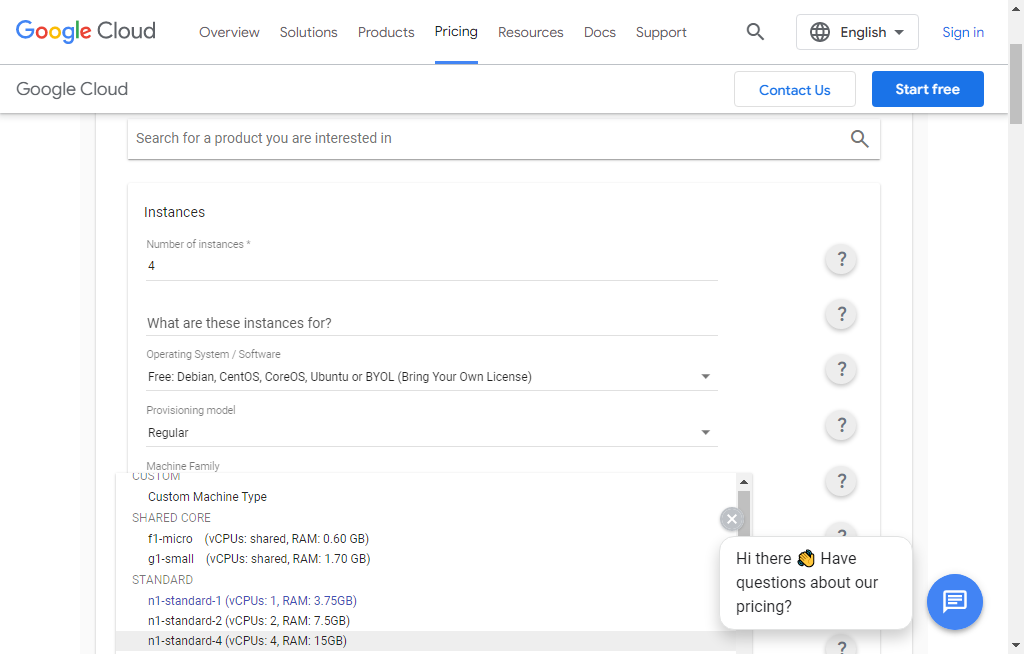 Google Cloud
Overview Solutions Products Pricing Resources Docs Support English Sign in
Google Cloud Contact Us Start free
Search for a product you are interested in
Instances
Number of instances *
4
?
What are these instances for?
?
Operating System / Software
Free: Debian, CentOS, CoreOS, Ubuntu or BYOL (Bring Your Own License)
?
Provisioning model
Regular
?
Machine Family
?
CUSTOM
Custom Machine Type
SHARED CORE
f1-micro (vCPUs: shared, RAM: 0.60 GB)
?
g1-small (vCPUs: shared, RAM: 1.70 GB)
STANDARD
n1-standard-1 (vCPUs: 1, RAM: 3.75GB)
n1-standard-2 (vCPUs: 2, RAM: 7.5GB)
n1-standard-4 (vCPUs: 4, RAM: 15GB)
?
Hi there 👋 Have
questions about our
pricing?